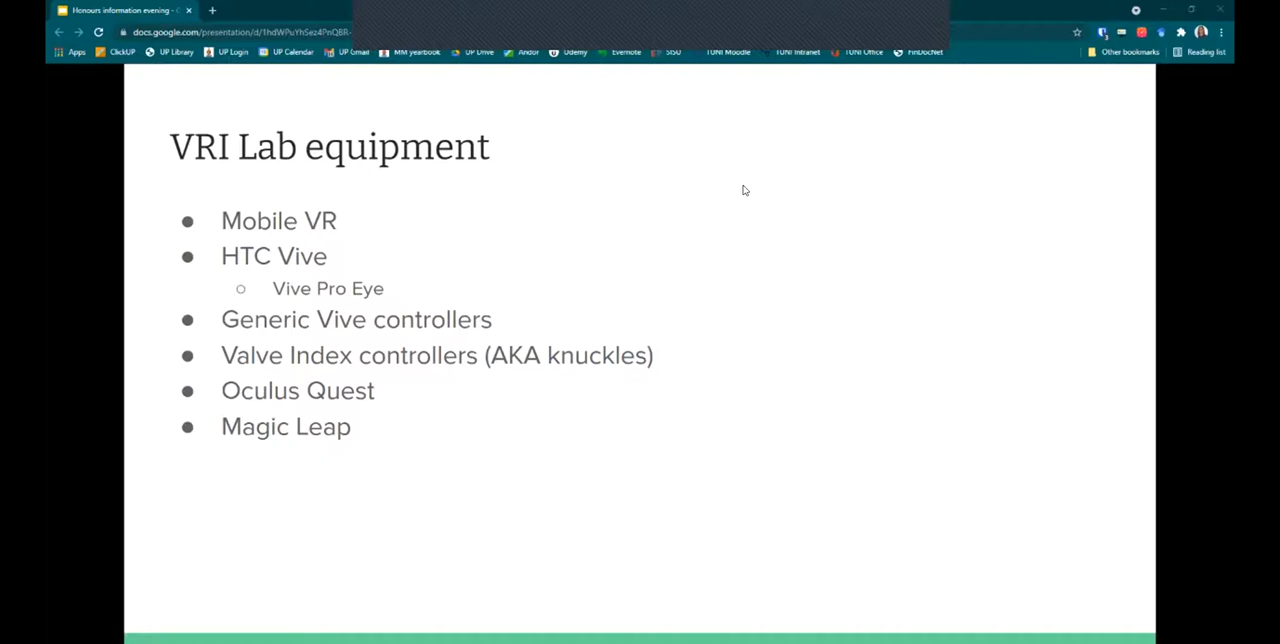 Honours information evening -
docs.google.com/presentation/d/1hdWPuYhSez4PnQBR-
Apps ClickUP UP Library UP Login UP Calendar UP Gmail MM yearbook UP Drive Andor Udemy Evernote SISU TUNI Moodle TUNI Intranet TUNI Office FinDocNet Other bookmarks Reading list
VRI Lab equipment
Mobile VR
HTC Vive
Vive Pro Eye
Generic Vive controllers
Valve Index controllers (AKA knuckles)
Oculus Quest
Magic Leap